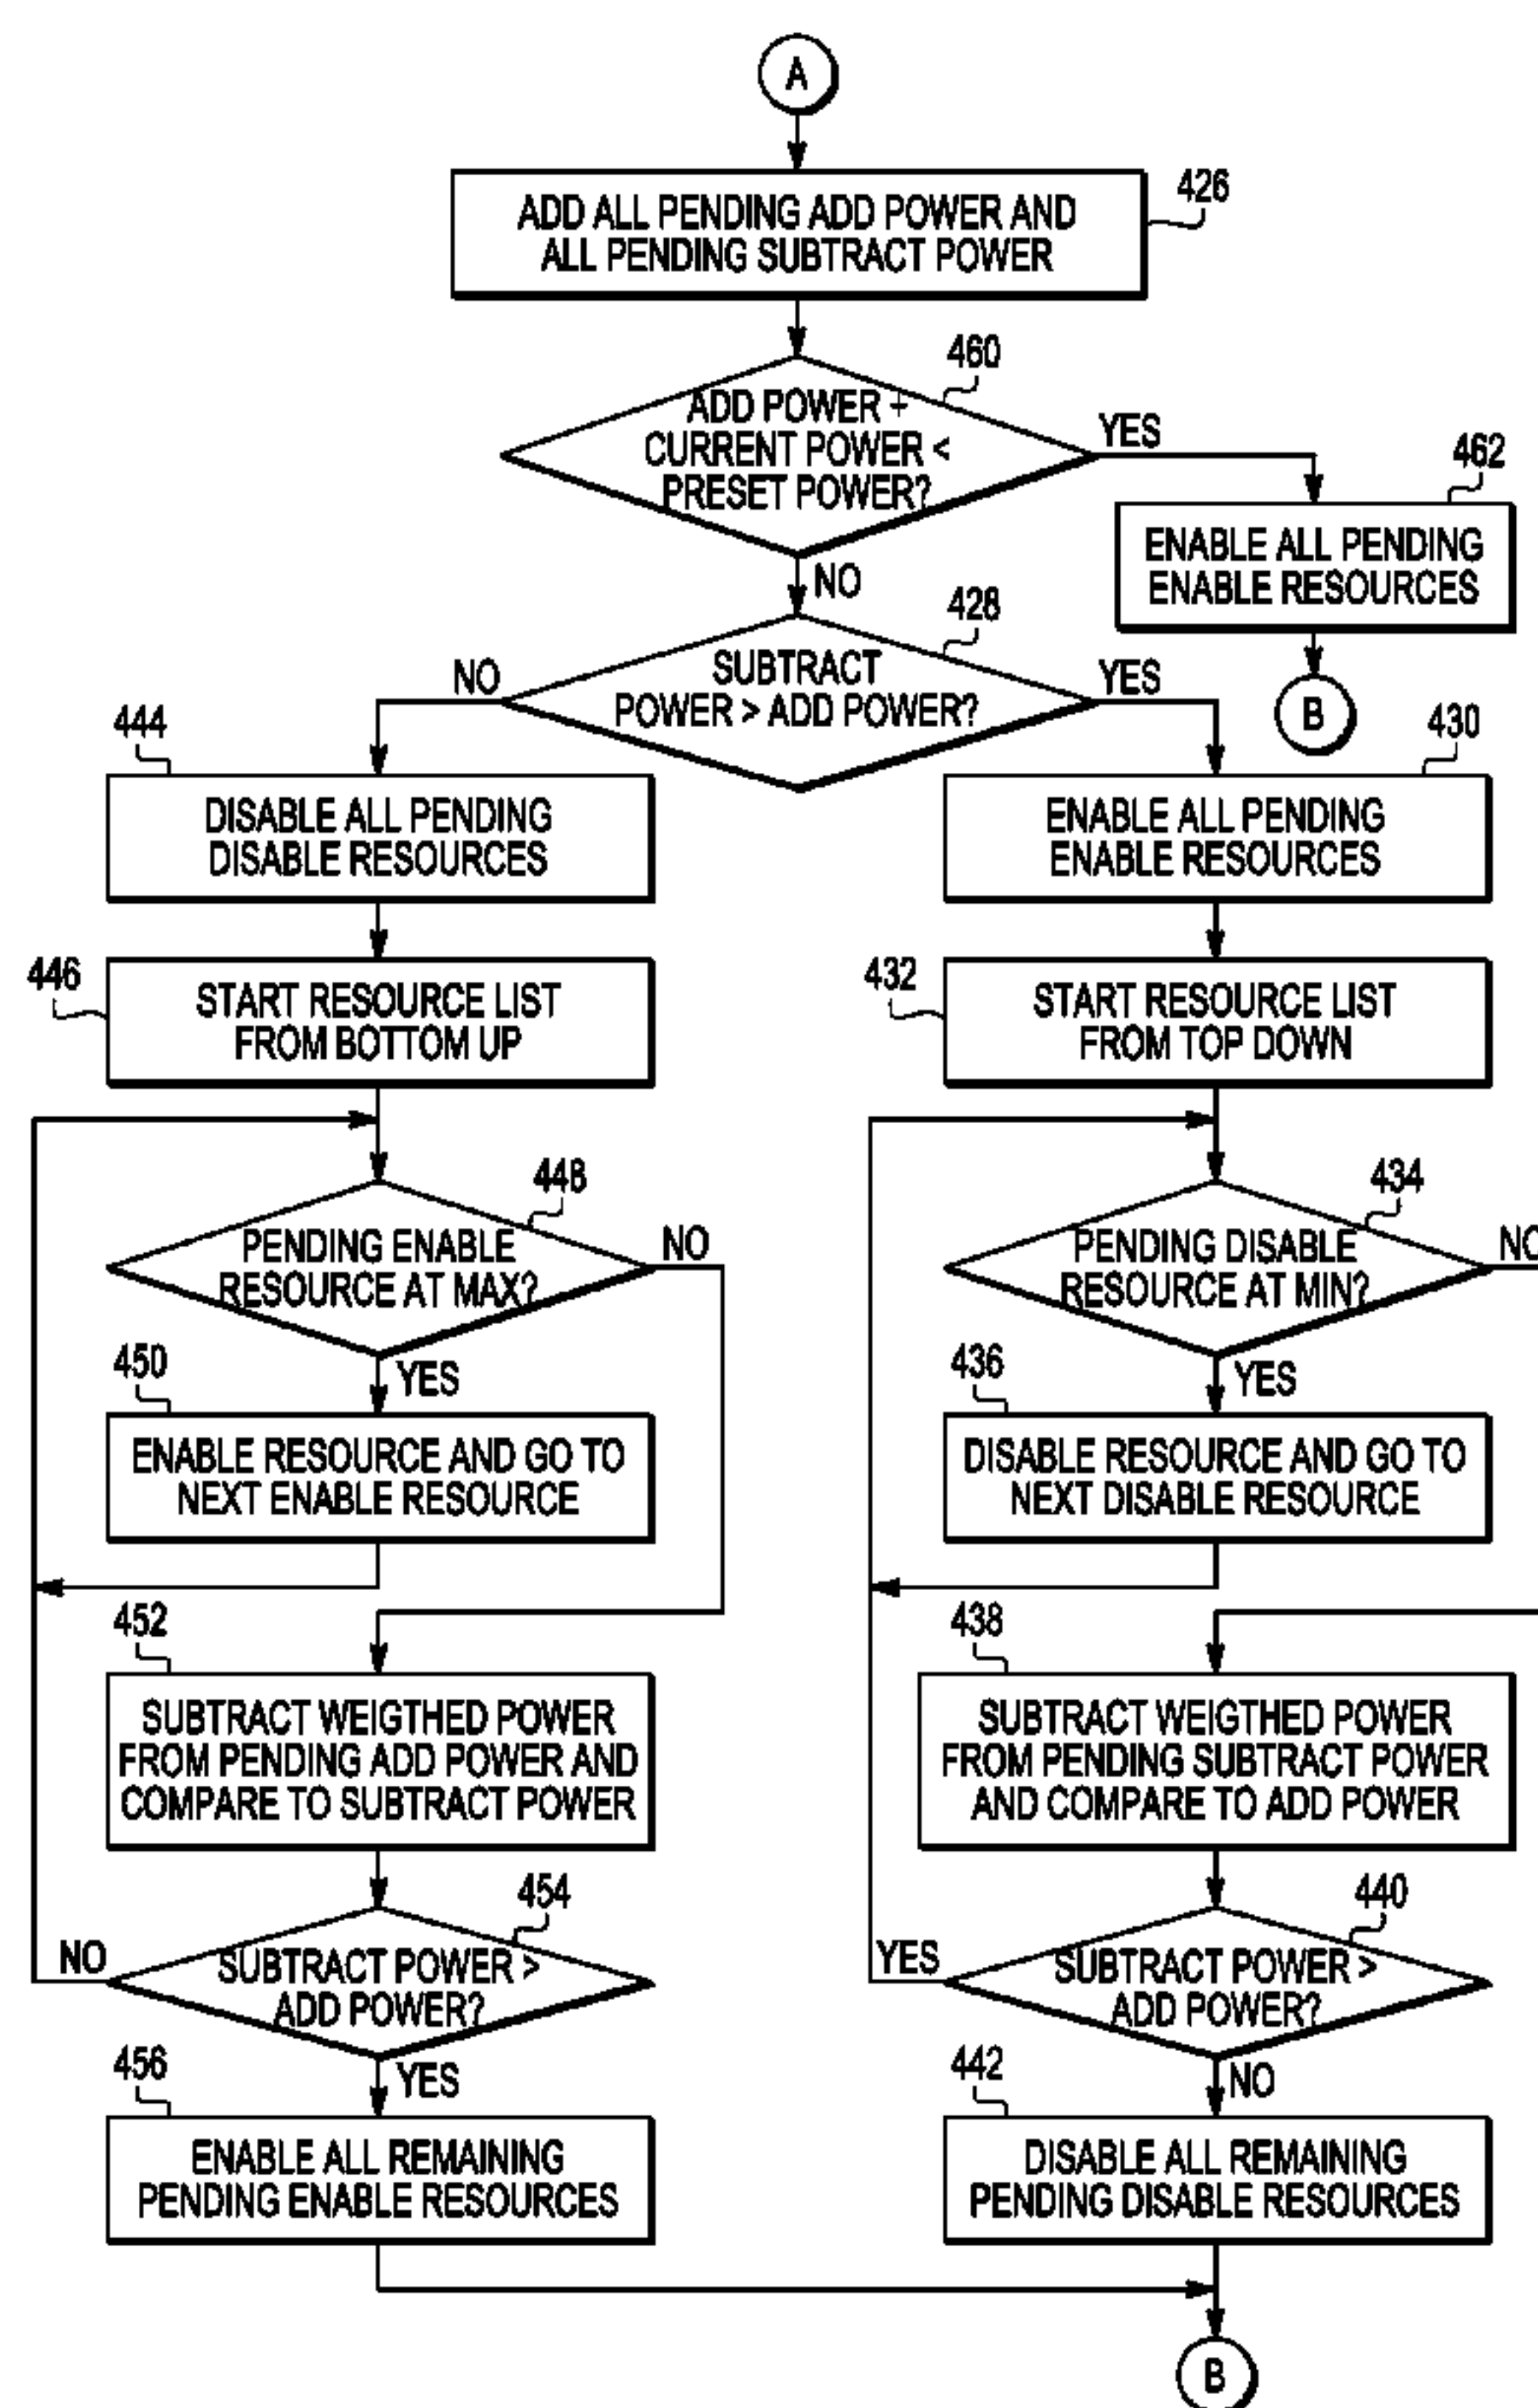 A
ADD ALL PENDING ADD POWER AND
ALL PENDING SUBTRACT POWER
426
460
ADD POWER +
CURRENT POWER <
PRESET POWER?
YES
462
ENABLE ALL PENDING
ENABLE RESOURCES
B
NO
428
SUBTRACT
POWER > ADD POWER?
NO
YES
444
DISABLE ALL PENDING
DISABLE RESOURCES
430
ENABLE ALL PENDING
ENABLE RESOURCES
446
START RESOURCE LIST
FROM BOTTOM UP
432
START RESOURCE LIST
FROM TOP DOWN
448
PENDING ENABLE
RESOURCE AT MAX?
NO
434
PENDING DISABLE
RESOURCE AT MIN?
NO
450
YES
ENABLE RESOURCE AND GO TO
NEXT ENABLE RESOURCE
436
YES
DISABLE RESOURCE AND GO TO
NEXT DISABLE RESOURCE
452
SUBTRACT WEIGTHED POWER
FROM PENDING ADD POWER AND
COMPARE TO SUBTRACT POWER
438
SUBTRACT WEIGTHED POWER
FROM PENDING SUBTRACT POWER
AND COMPARE TO ADD POWER
454
NO
SUBTRACT POWER >
ADD POWER?
440
YES
SUBTRACT POWER >
ADD POWER?
456
YES
ENABLE ALL REMAINING
PENDING ENABLE RESOURCES
442
NO
DISABLE ALL REMAINING
PENDING DISABLE RESOURCES
B